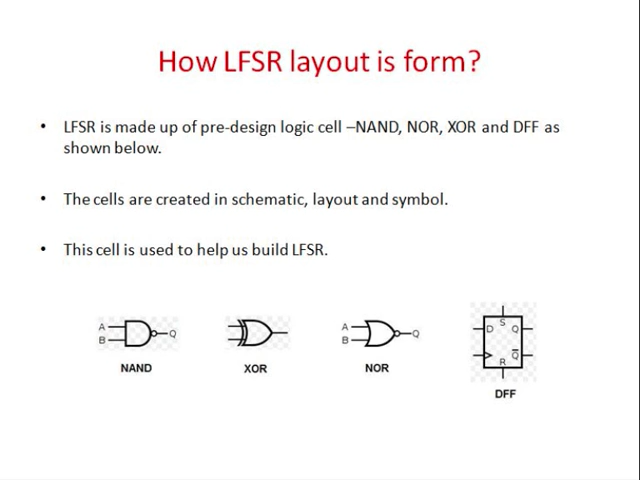 How LFSR layout is form?
• LFSR is made up of pre-design logic cell –NAND, NOR, XOR and DFF as
shown below.
• The cells are created in schematic, layout and symbol.
• This cell is used to help us build LFSR.
A
B
Q
A
B
Q
S
D Q
Q̅
R
NAND
XOR
NOR
DFF